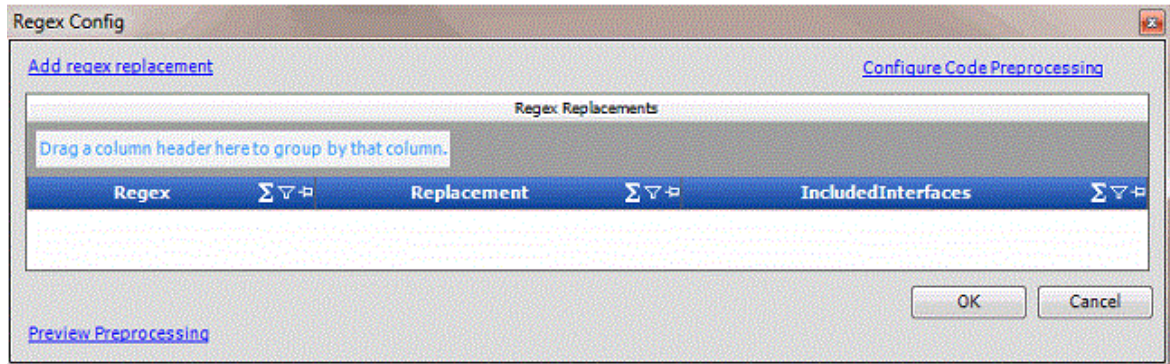 Regex Config
Add regex replacement
Configure Code Preprocessing
Regex Replacements
Drag a column header here to group by that column.
Regex Replacement IncludedInterfaces
OK Cancel
Preview Preprocessing